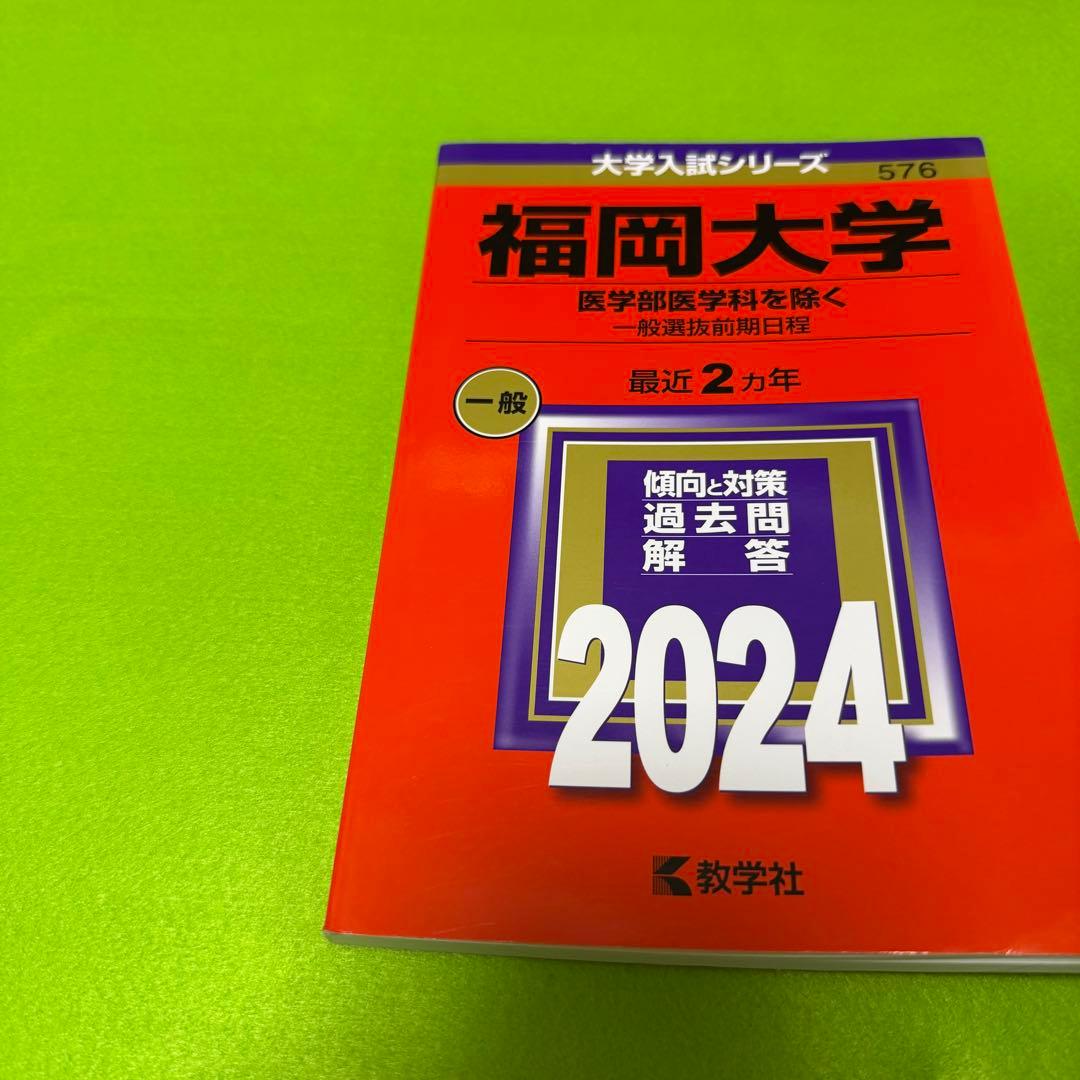 大学入試シリーズ
576
福岡大学
医学部医学科を除く
一般選抜前期日程
最近2カ年
一般
傾向と対策
過去問
解答
2024
教学社